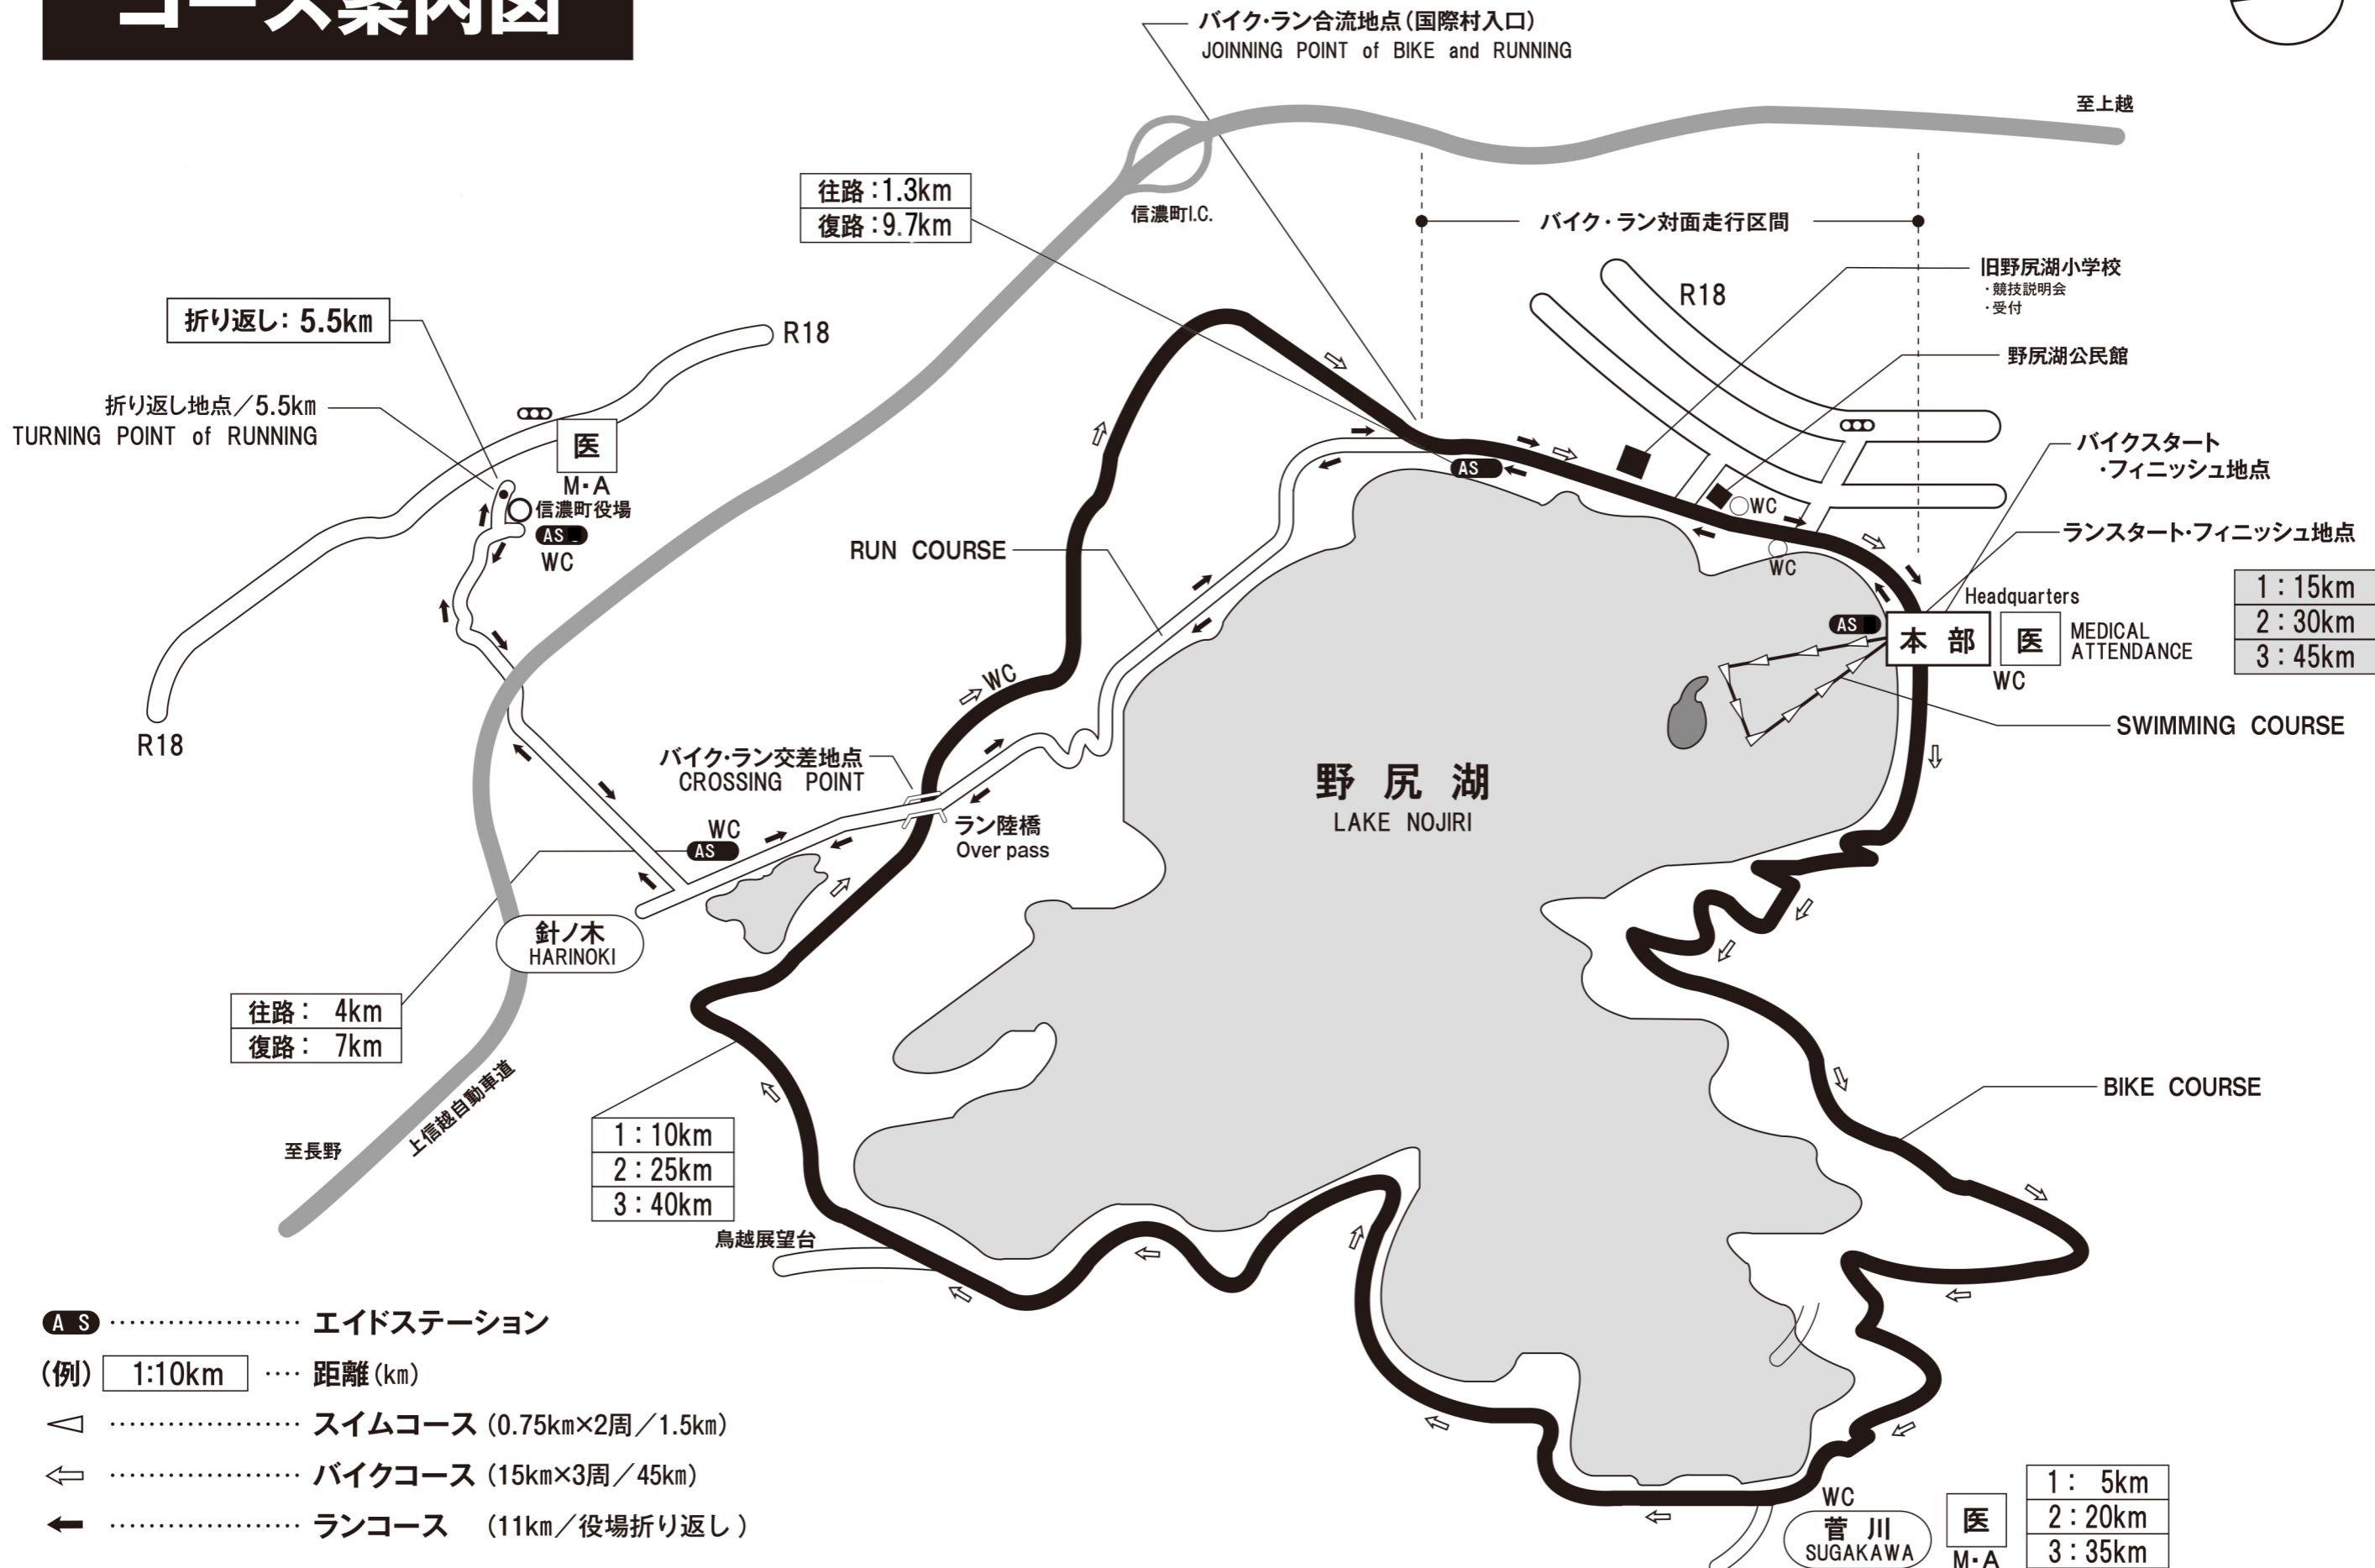 コース案内図
バイク・ラン合流地点(国際村入口)
JOINNING POINT of BIKE and RUNNING
至上越
往路:1.3km
復路:9.7km
信濃町I.C.
バイク・ラン対面走行区間
旧野尻湖小学校
・競技説明会
・受付
R18
折り返し: 5.5km
R18
野尻湖公民館
折り返し地点/5.5km
TURNING POINT of RUNNING
医
M・A
信濃町役場
AS
WC
AS
バイクスタート
・フィニッシュ地点
WC
ランスタート・フィニッシュ地点
WC
RUN COURSE
Headquarters
AS
本 部
医
MEDICAL
ATTENDANCE
WC
1:15km
2:30km
3:45km
WC
SWIMMING COURSE
R18
バイク・ラン交差地点
CROSSING POINT
野 尻 湖
LAKE NOJIRI
WC
AS
ラン陸橋
Over pass
針ノ木
HARINOKI
往路: 4km
復路: 7km
上信越自動車道
至長野
BIKE COURSE
1:10km
2:25km
3:40km
鳥越展望台
A S ………………… エイドステーション
(例) 1:10km …… 距離(km)
………………… スイムコース (0.75km×2周/1.5km)
………………… バイクコース (15km×3周/45km)
………………… ランコース (11km/役場折り返し)
WC
菅 川
SUGAKAWA
医
M・A
1: 5km
2:20km
3:35km